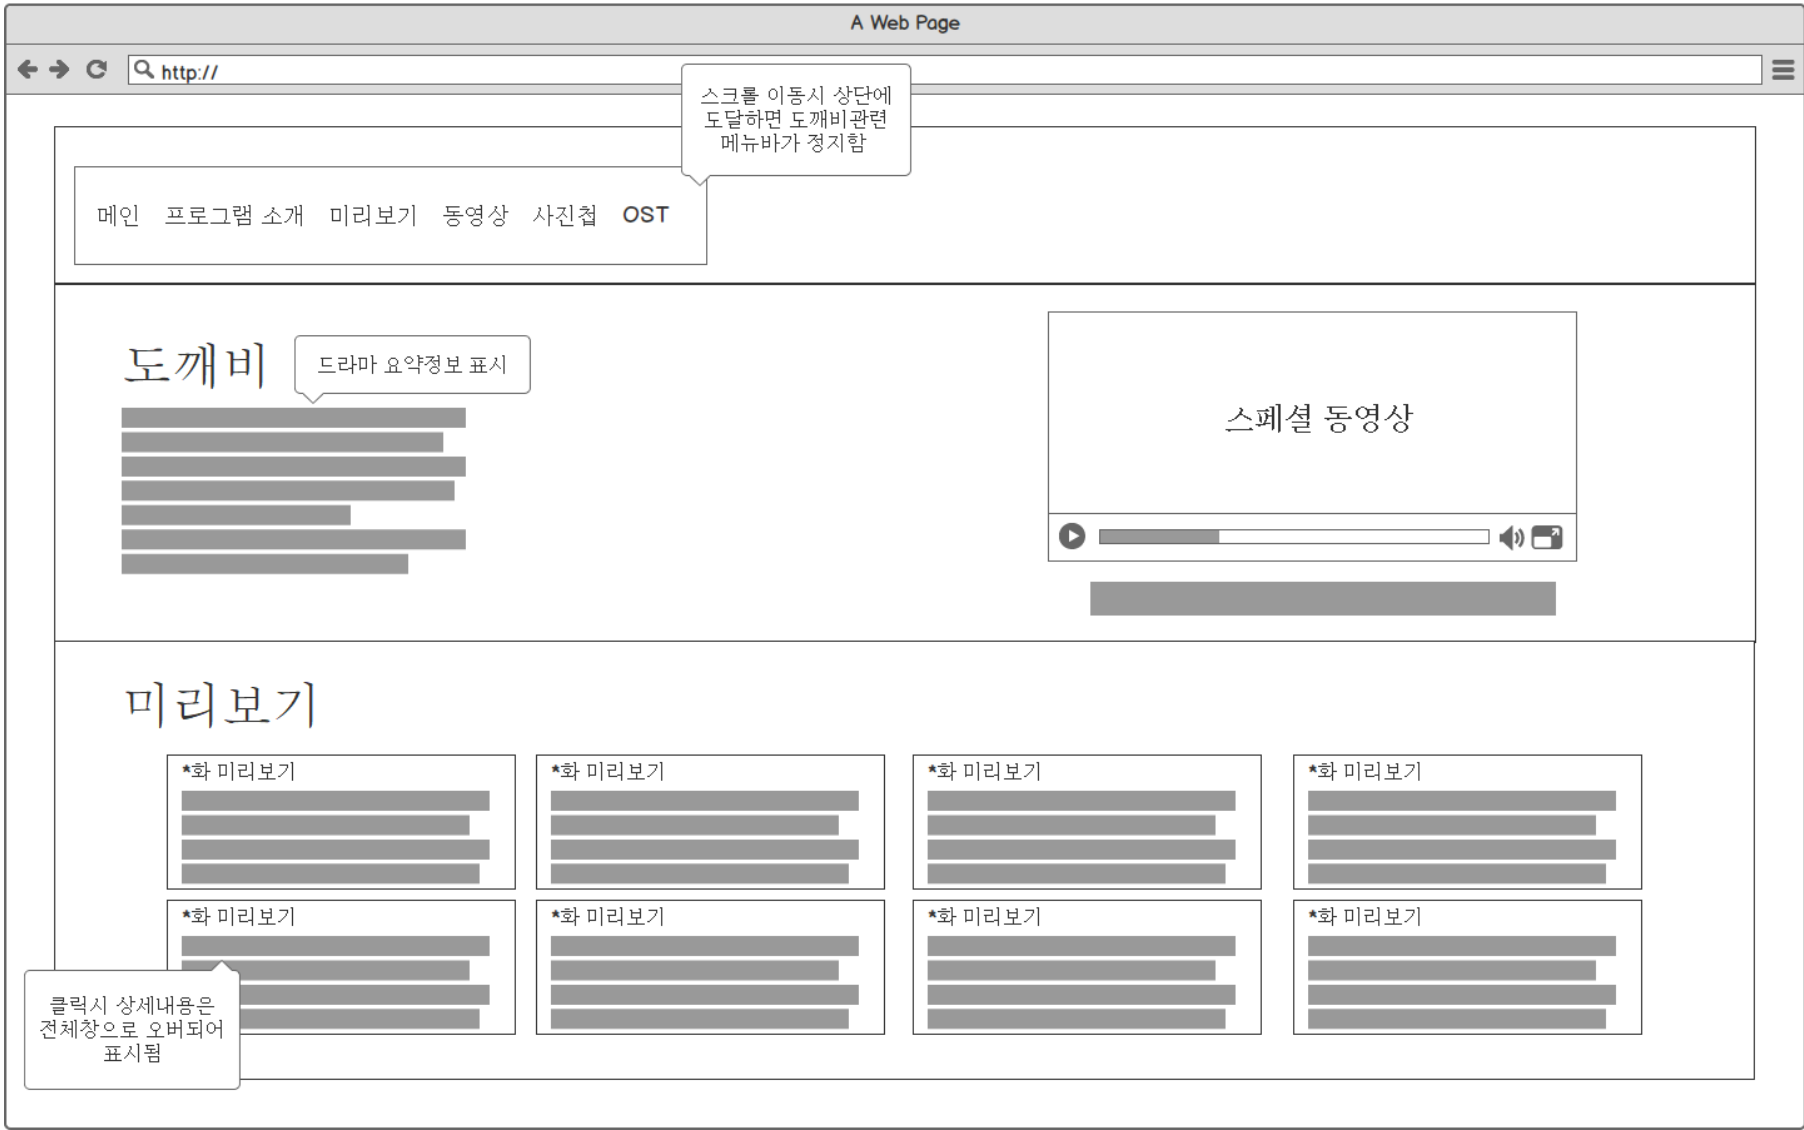 A Web Page
http://
스크롤 이동시 상단에
도달하면 도깨비관련
메뉴바가 정지함
메인 프로그램 소개 미리보기 동영상 사진첩 OST
도깨비
드라마 요약정보 표시
스페셜 동영상
미리보기
*화 미리보기
*화 미리보기
*화 미리보기
*화 미리보기
*화 미리보기
*화 미리보기
*화 미리보기
*화 미리보기
클릭시 상세내용은
전체창으로 오버되어
표시됨